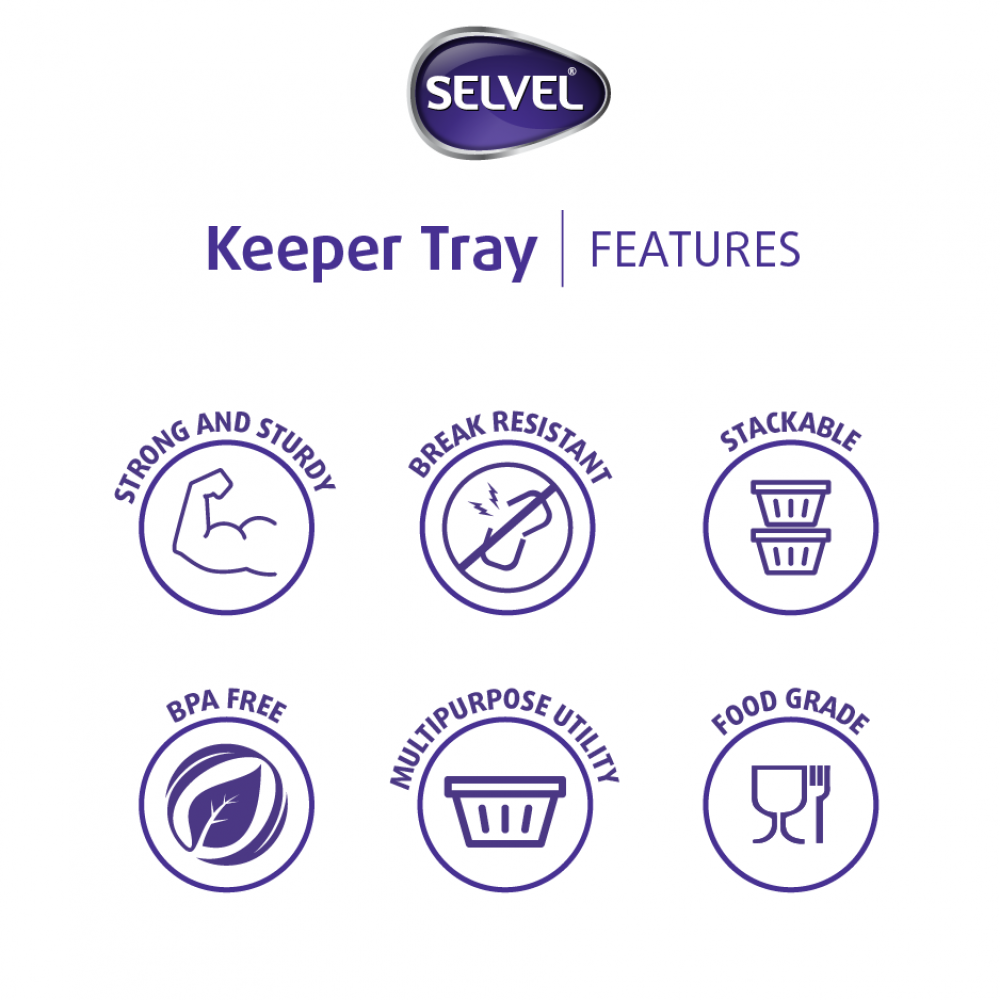 SELVEL®
Keeper Tray | FEATURES
STRONG AND STURDY
BREAK RESISTANT
STACKABLE
BPA FREE
MULTIPURPOSE UTILITY
FOOD GRADE